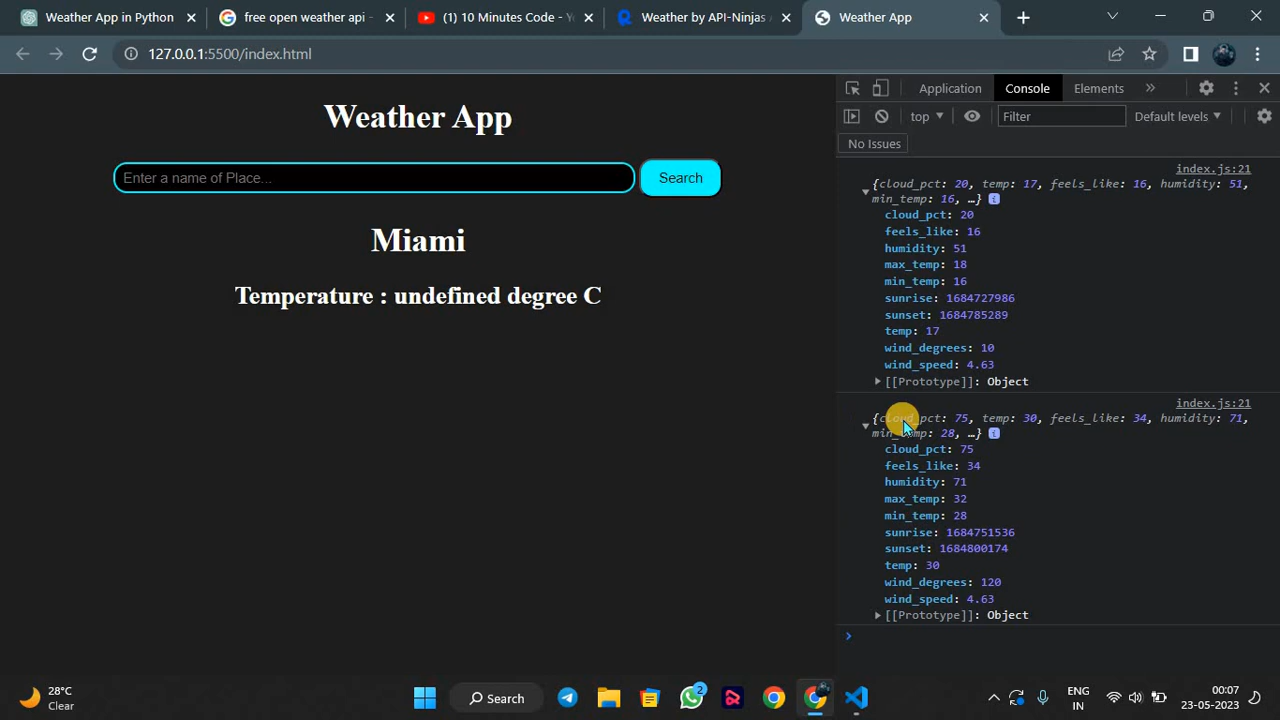 Weather App in Python
free open weather api -
(1) 10 Minutes Code - Yo
Weather by API-Ninjas
Weather App
127.0.0.1:5500/index.html
Weather App
Enter a name of Place...
Search
Miami
Temperature : undefined degree C
Application
Console
Elements
top
Filter
Default levels
No Issues
index.js:21
{cloud_pct: 20, temp: 17, feels_like: 16, humidity: 51,
min_temp: 16, …}
cloud_pct: 20
feels_like: 16
humidity: 51
max_temp: 18
min_temp: 16
sunrise: 1684727986
sunset: 1684785289
temp: 17
wind_degrees: 10
wind_speed: 4.63
[[Prototype]]: Object
index.js:21
{cloud_pct: 75, temp: 30, feels_like: 34, humidity: 71,
min_temp: 28, …}
cloud_pct: 75
feels_like: 34
humidity: 71
max_temp: 32
min_temp: 28
sunrise: 1684751536
sunset: 1684800174
temp: 30
wind_degrees: 120
wind_speed: 4.63
[[Prototype]]: Object
28°C
Clear
Search
2
ENG
IN
00:07
23-05-2023